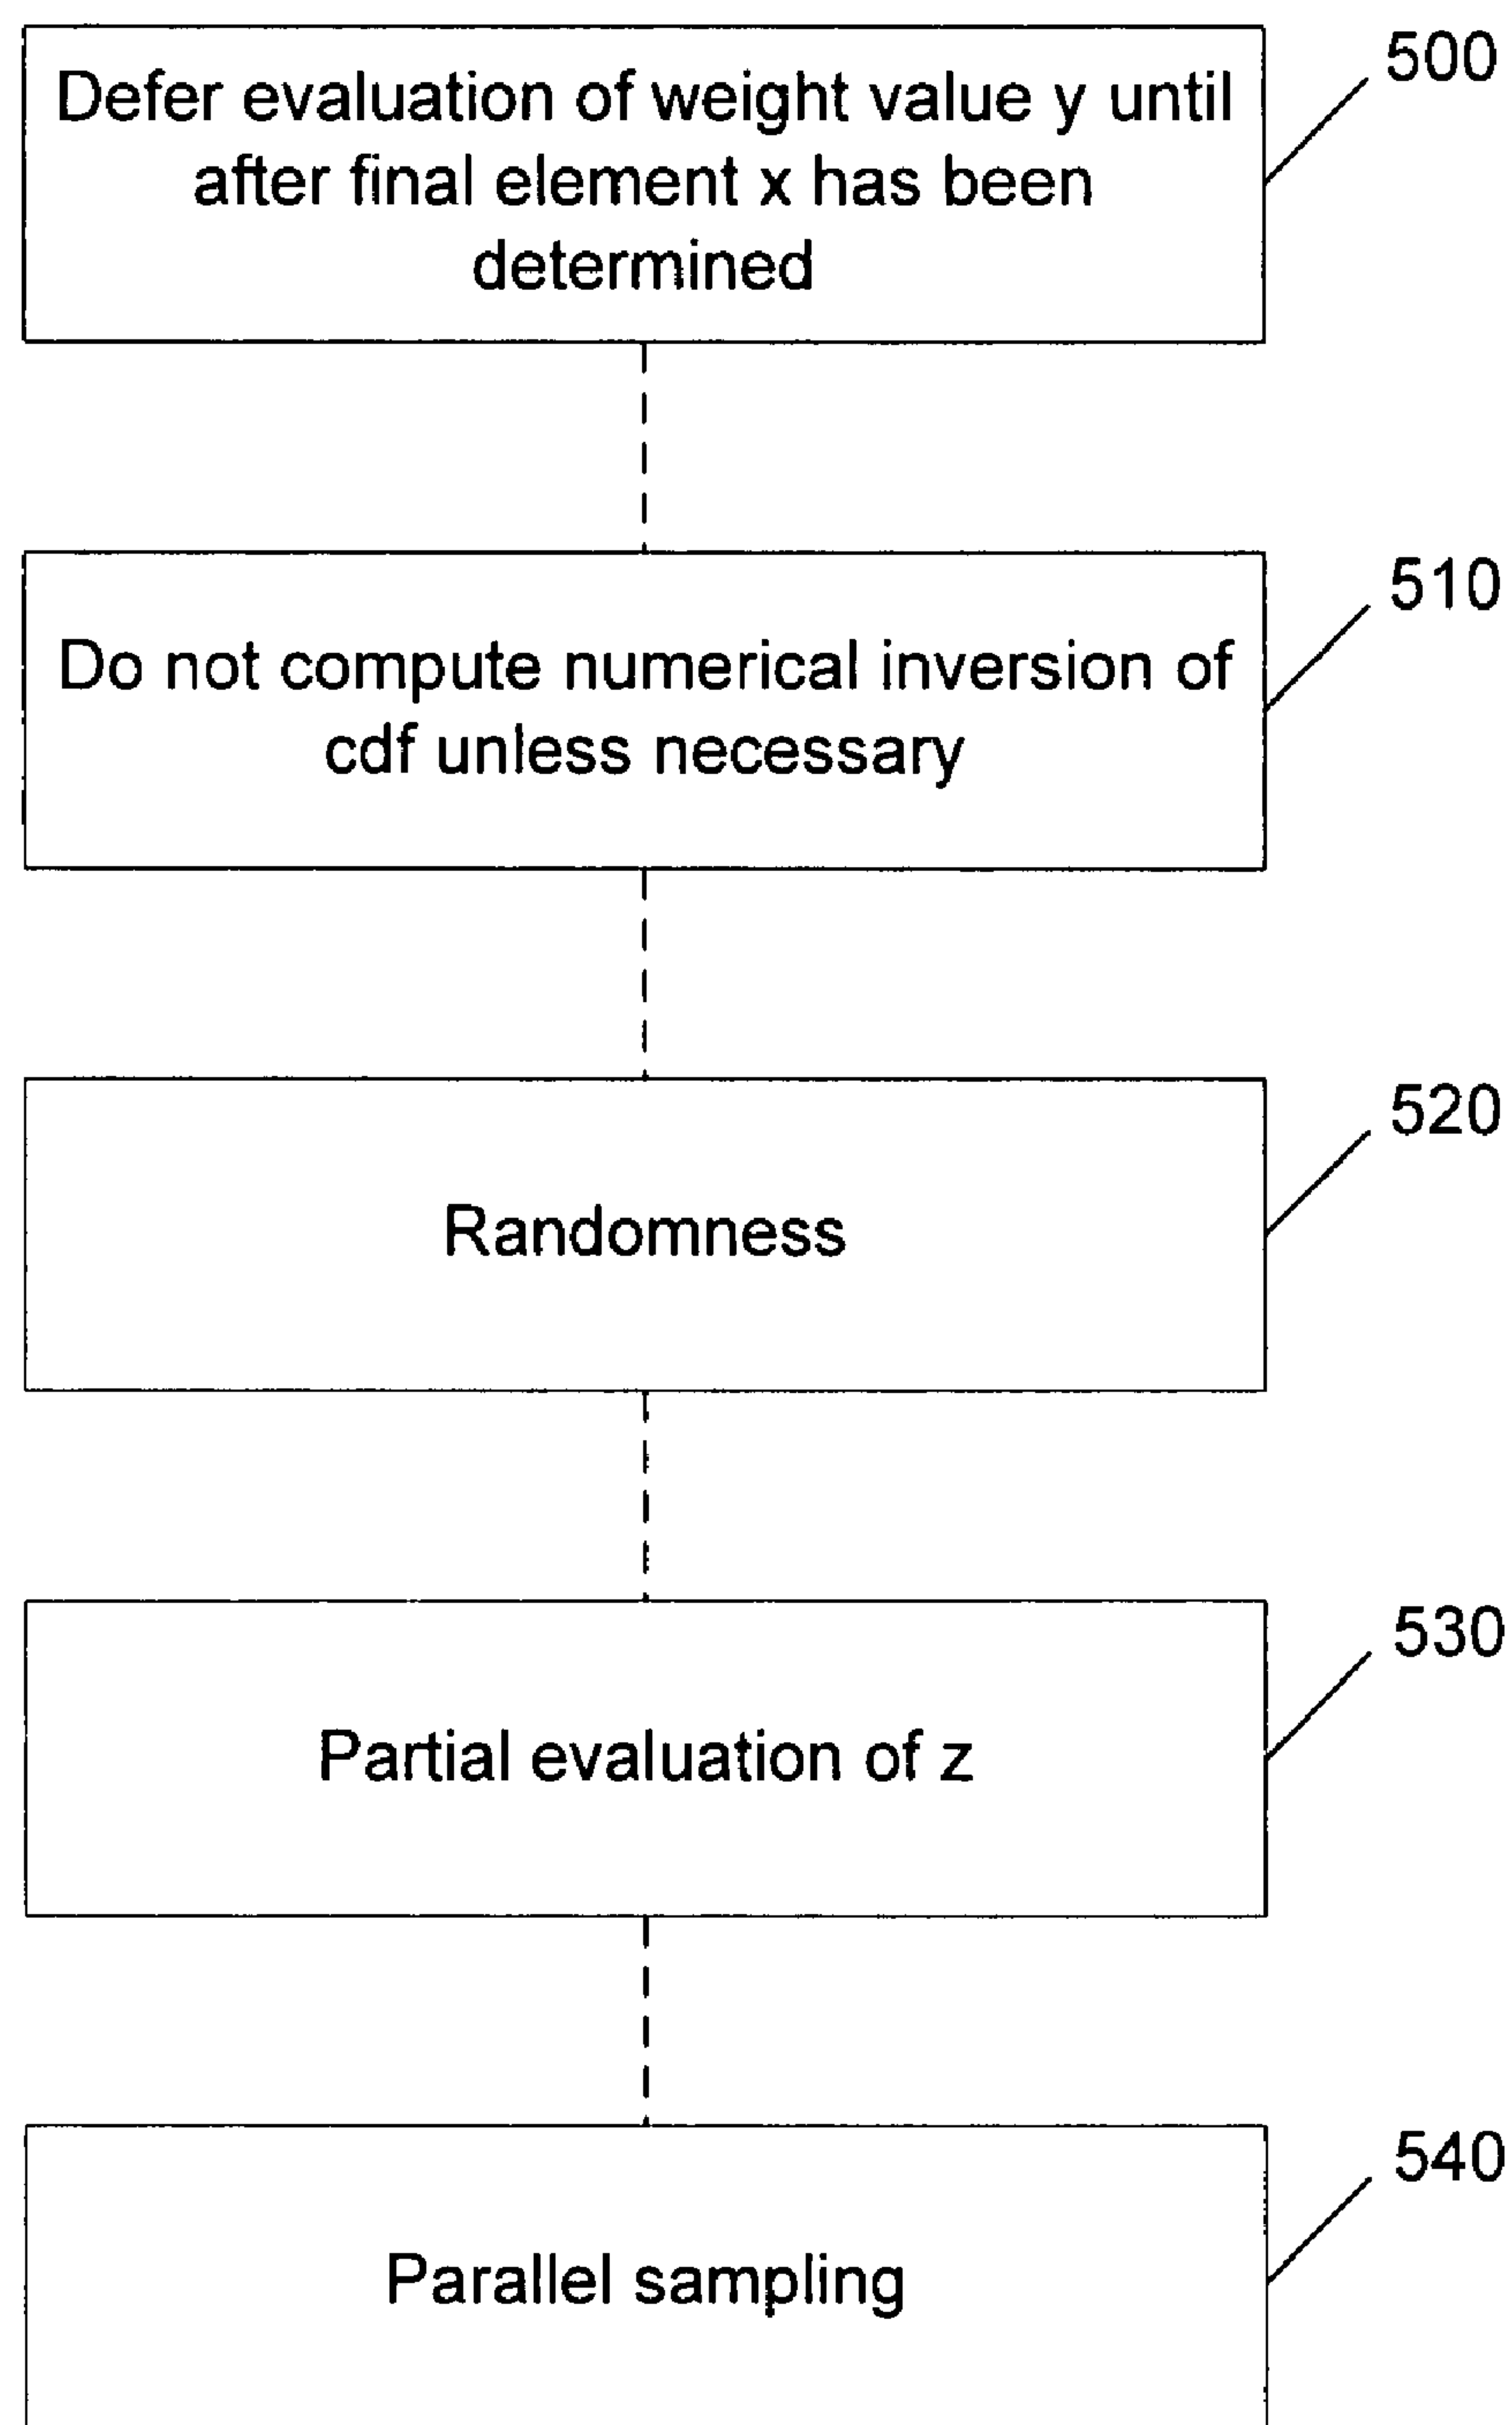 500
Defer evaluation of weight value y until
after final element x has been
determined
510
Do not compute numerical inversion of
cdf unless necessary
520
Randomness
530
Partial evaluation of z
540
Parallel sampling